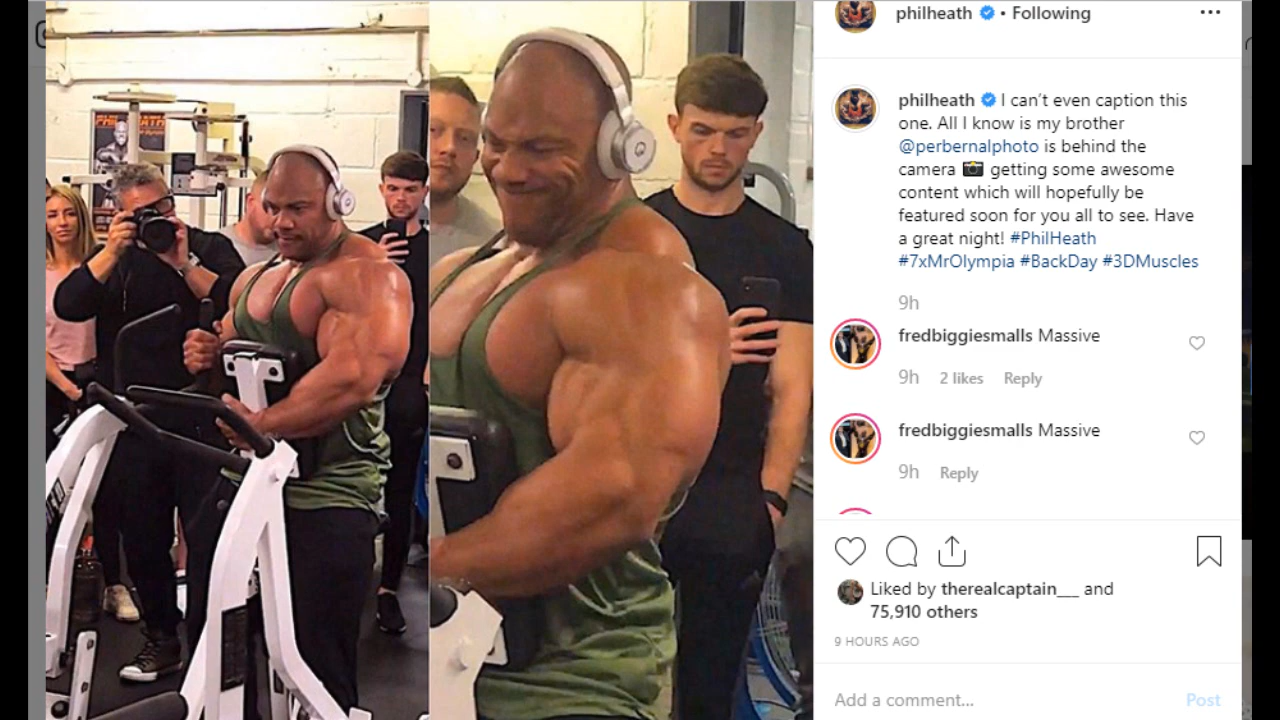 philheath • Following
philheath I can't even caption this
one. All I know is my brother
@perbernalphoto is behind the
camera 📷 getting some awesome
content which will hopefully be
featured soon for you all to see. Have
a great night! #PhilHeath
#7xMrOlympia #BackDay #3DMuscles
9h
fredbiggiesmalls Massive
9h 2 likes Reply
fredbiggiesmalls Massive
9h Reply
Liked by therealcaptain___ and
75,910 others
9 HOURS AGO
Add a comment... Post